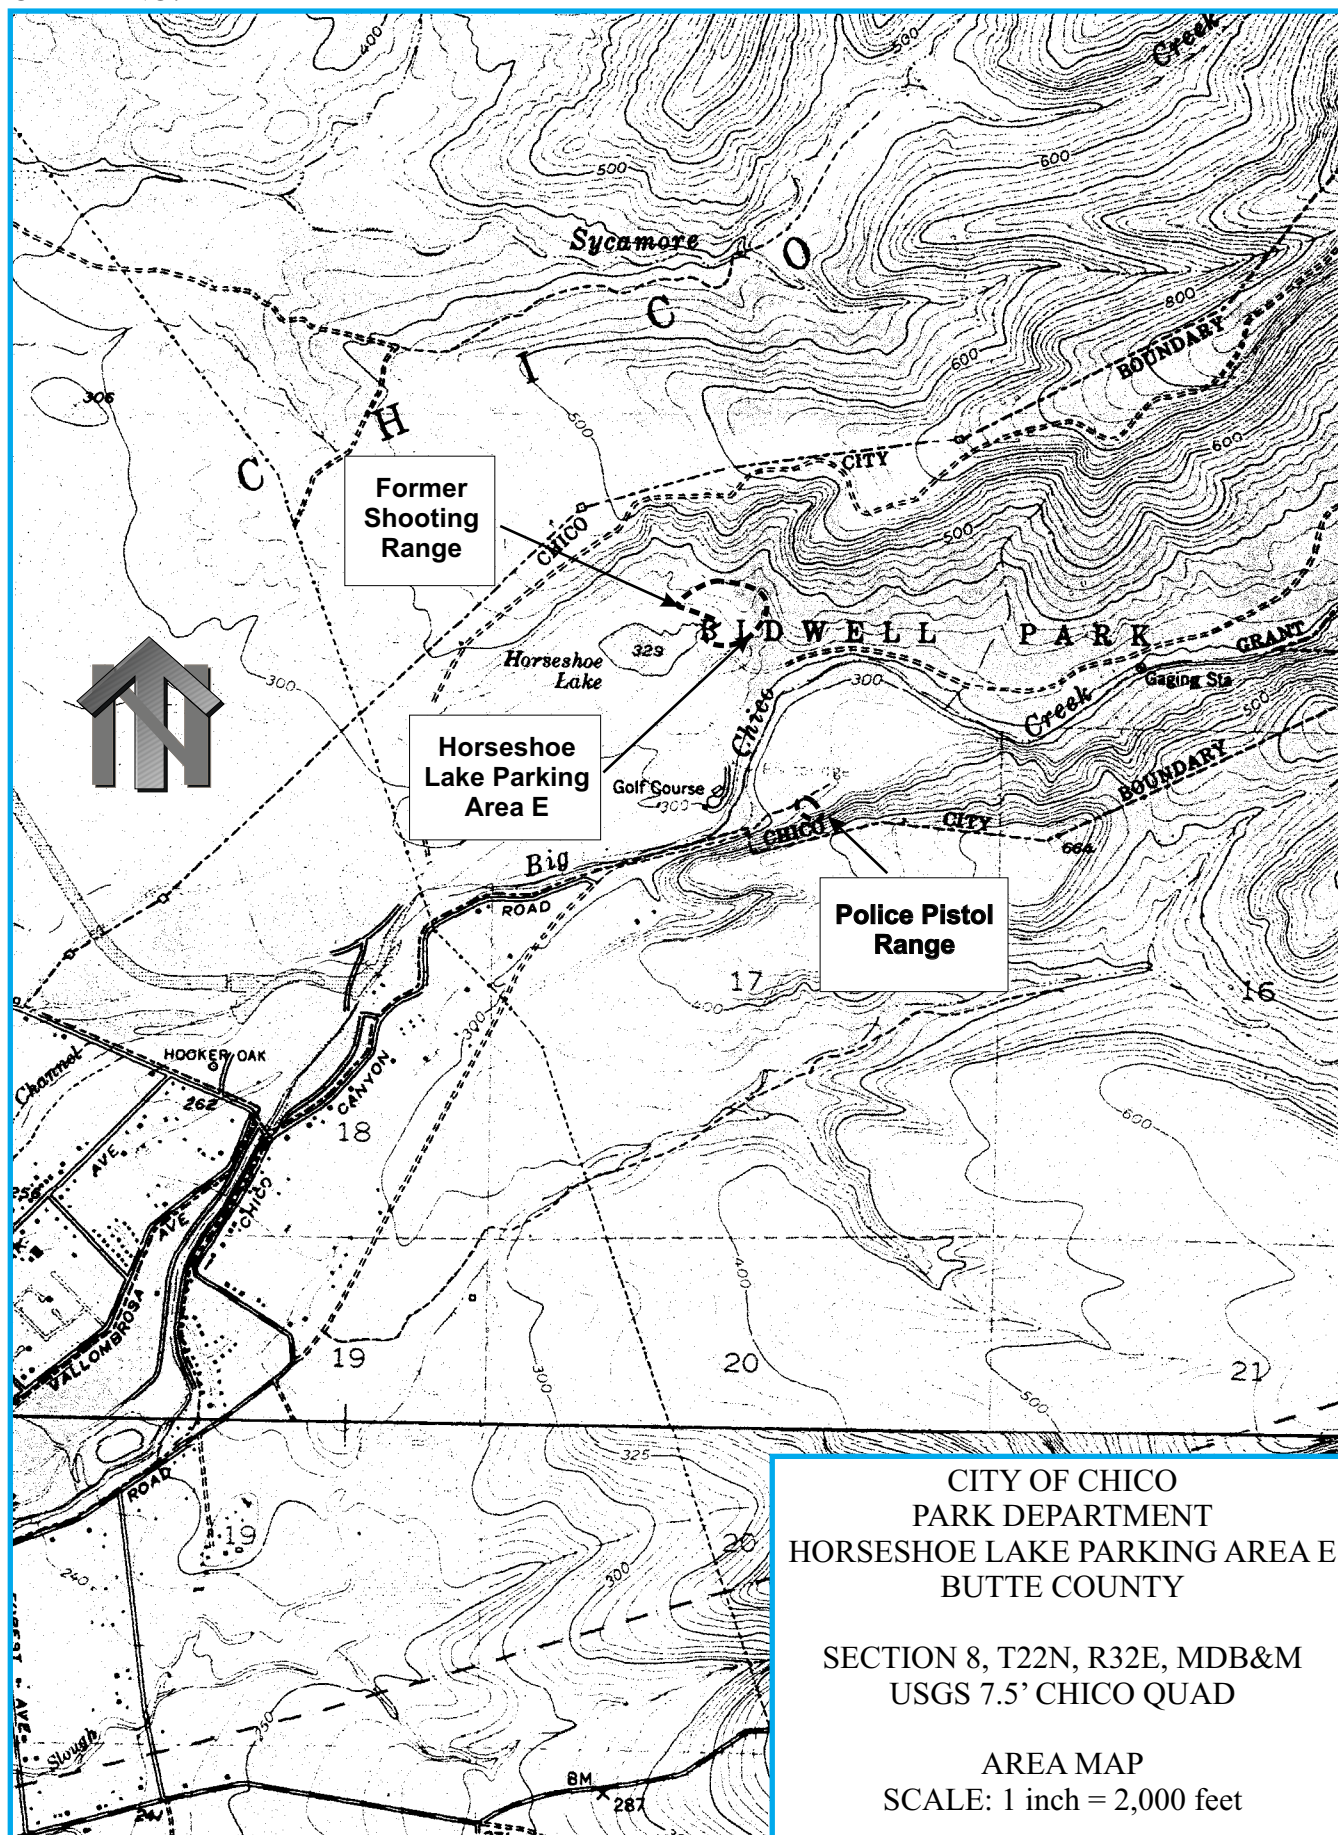 400
500
Creek
500
600
Sycamore
C H I C O
800
BOUNDARY
600
306
500
600
CITY
CHICO
500
Former
Shooting
Range
BIDWELL PARK
GRANT
Horseshoe
Lake
329
300
300
Gaging Sta
500
Chico
Creek
Horseshoe
Lake Parking
Area E
Golf Course
300
BOUNDARY
CHICO
CITY
664
Big
ROAD
Police Pistol
Range
17
16
300
Channel
HOOKER OAK
262
CANYON
18
600
AVE
AVE
CHICO
400
VALLOMBROSA
19
20
21
300
500
325
ROAD
19
20
240
300
AVE
Slough
250
BM
287
CITY OF CHICO
PARK DEPARTMENT
HORSESHOE LAKE PARKING AREA E
BUTTE COUNTY
SECTION 8, T22N, R32E, MDB&M
USGS 7.5' CHICO QUAD
AREA MAP
SCALE: 1 inch = 2,000 feet